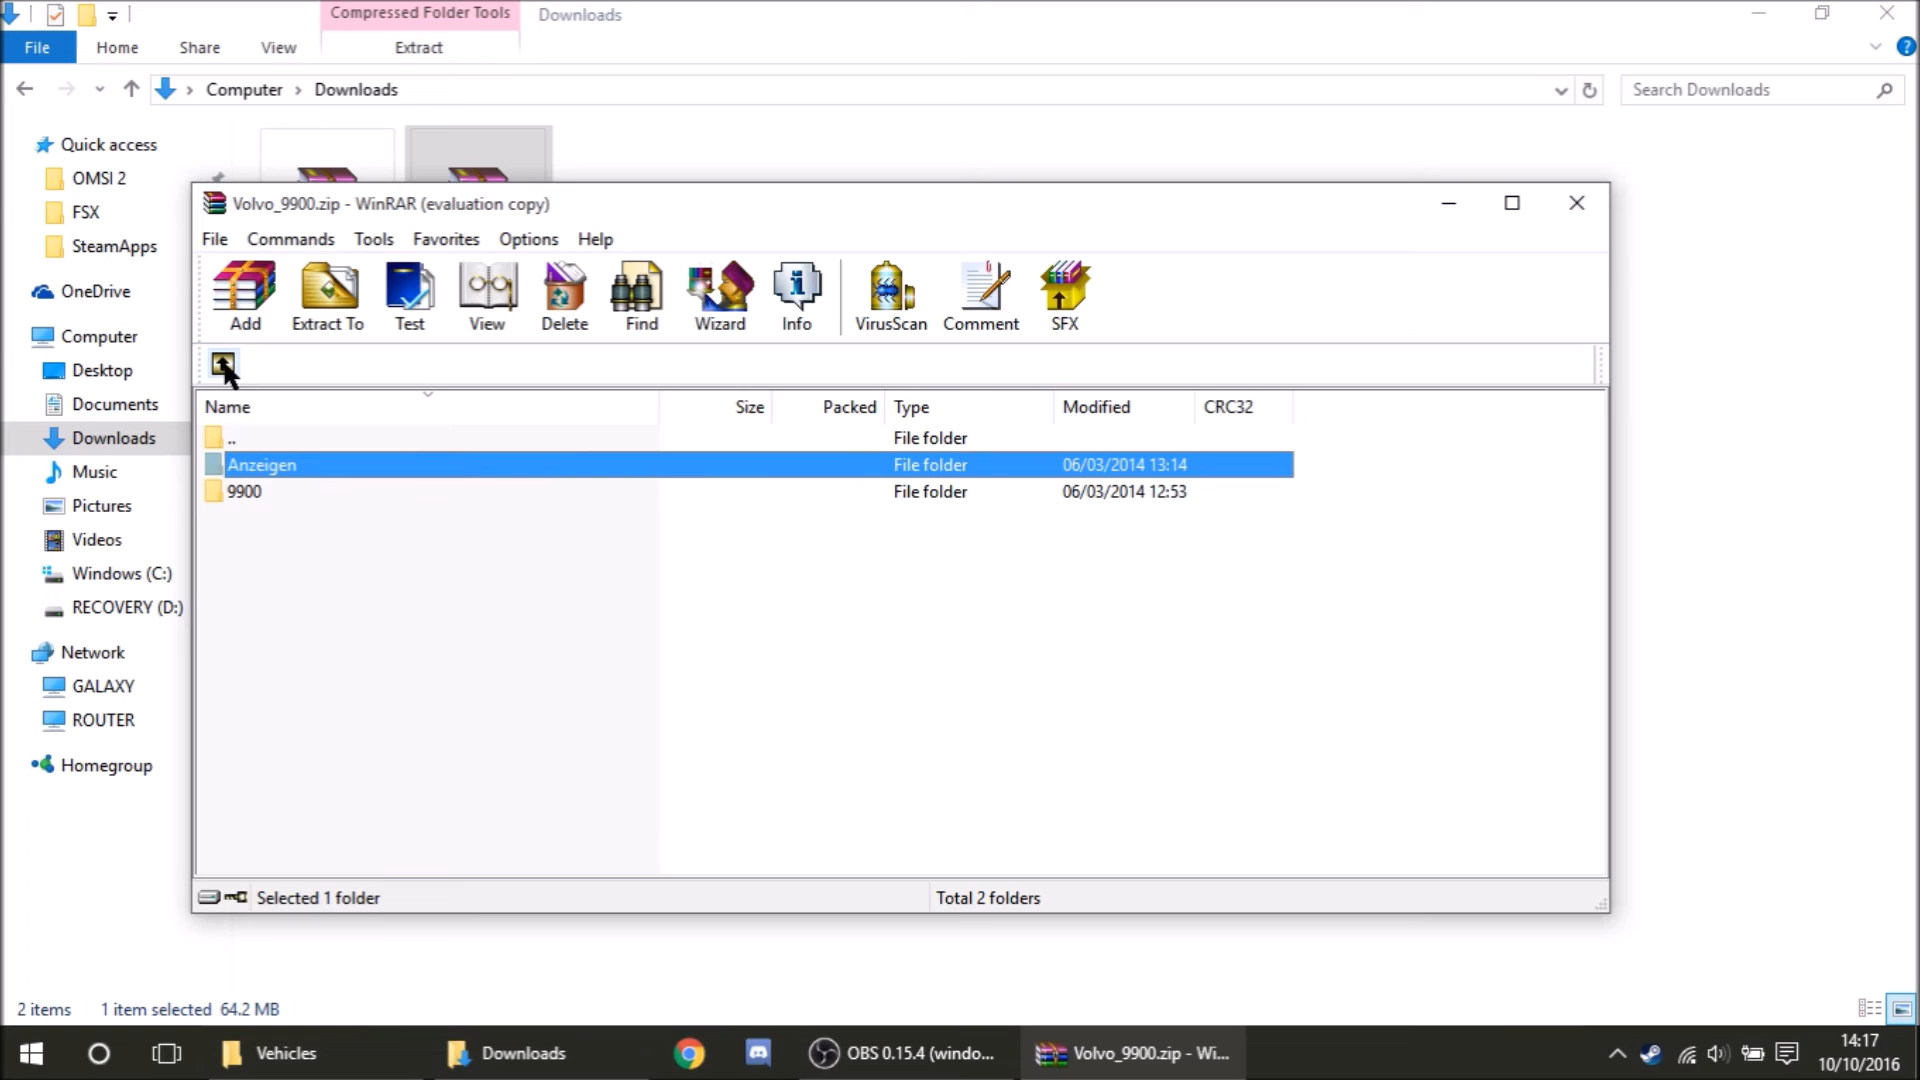 Compressed Folder Tools
Downloads
File
Home
Share
View
Extract
Computer
Downloads
Search Downloads
Quick access
OMSI 2
FSX
SteamApps
OneDrive
Computer
Desktop
Documents
Downloads
Music
Pictures
Videos
Windows (C:)
RECOVERY (D:)
Network
GALAXY
ROUTER
Homegroup
Volvo_9900.zip - WinRAR (evaluation copy)
File
Commands
Tools
Favorites
Options
Help
Add
Extract To
Test
View
Delete
Find
Wizard
Info
VirusScan
Comment
SFX
Name
Size
Packed
Type
Modified
CRC32
..
File folder
Anzeigen
File folder
06/03/2014 13:14
9900
File folder
06/03/2014 12:53
Selected 1 folder
Total 2 folders
2 items
1 item selected 64.2 MB
Vehicles
Downloads
OBS 0.15.4 (windo...
Volvo_9900.zip - Wi...
14:17
10/10/2016